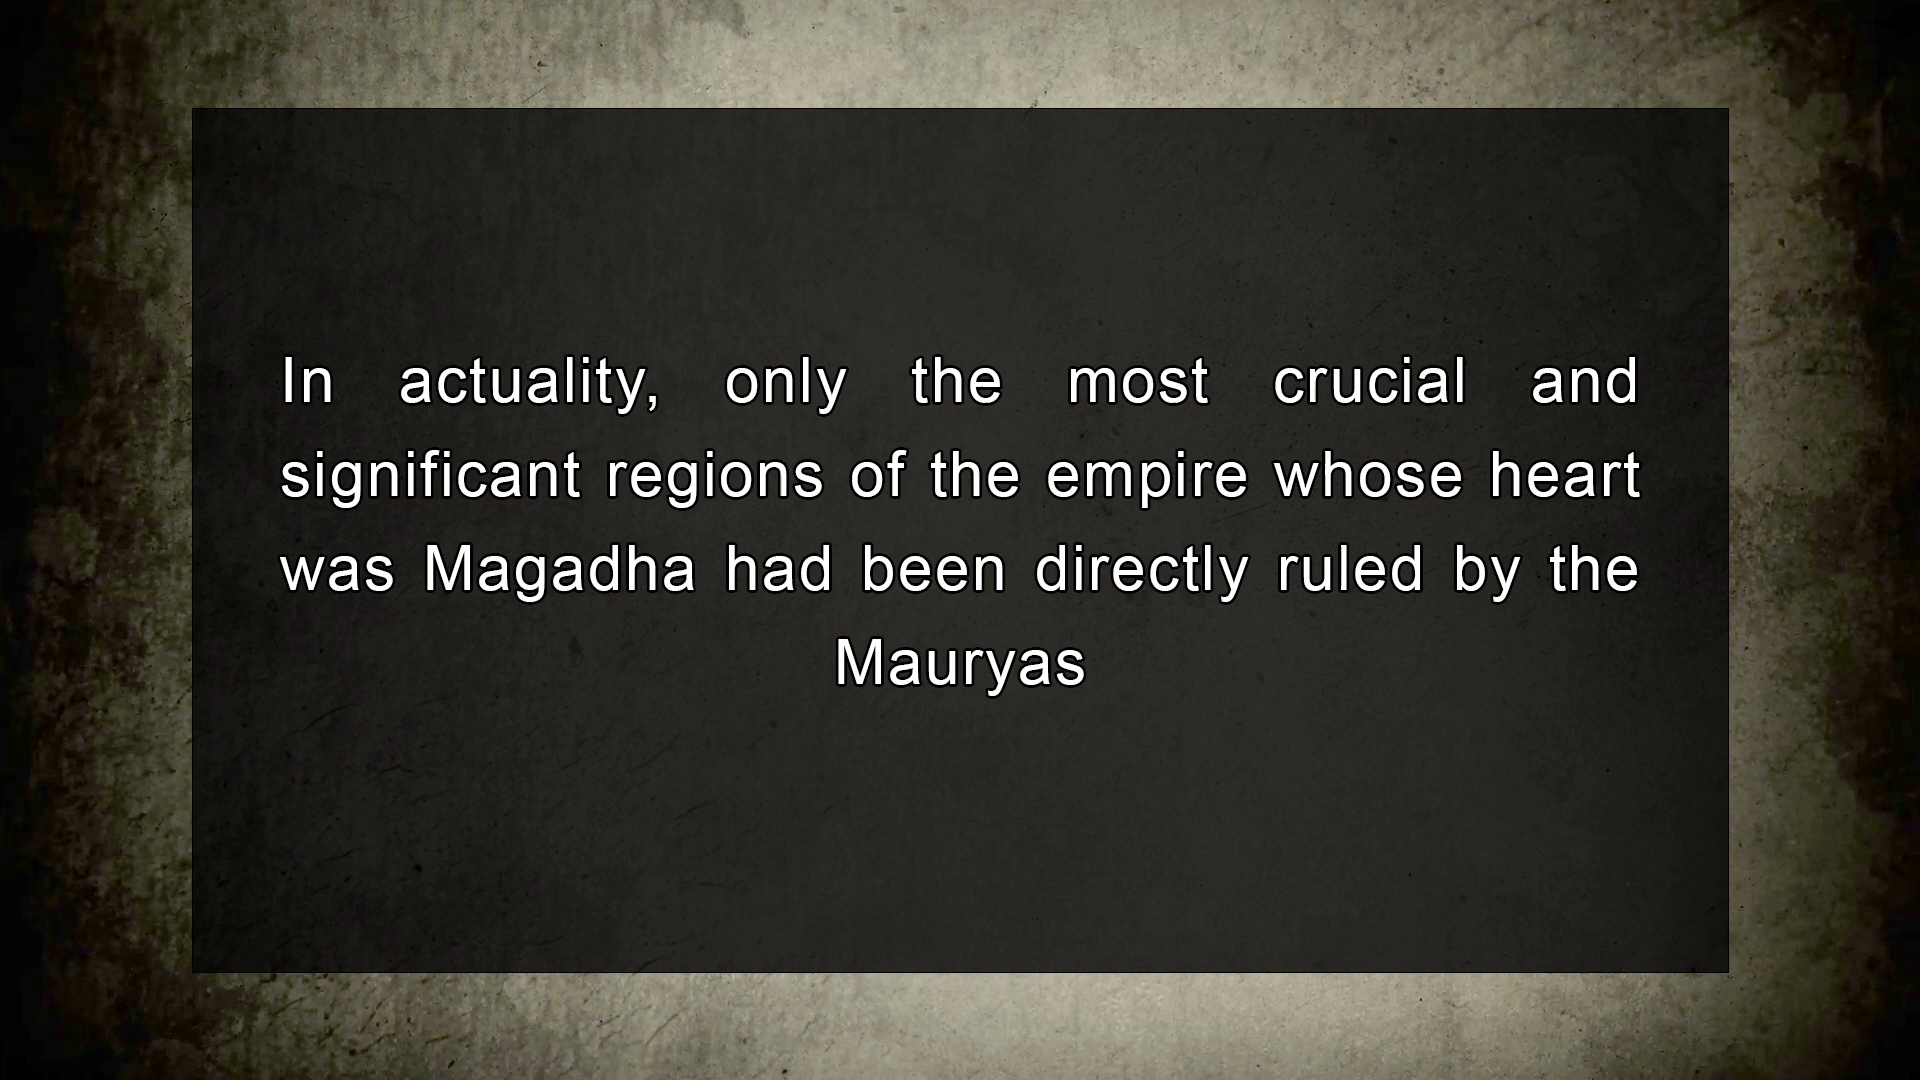 In actuality, only the most crucial and
significant regions of the empire whose heart
was Magadha had been directly ruled by the
Mauryas